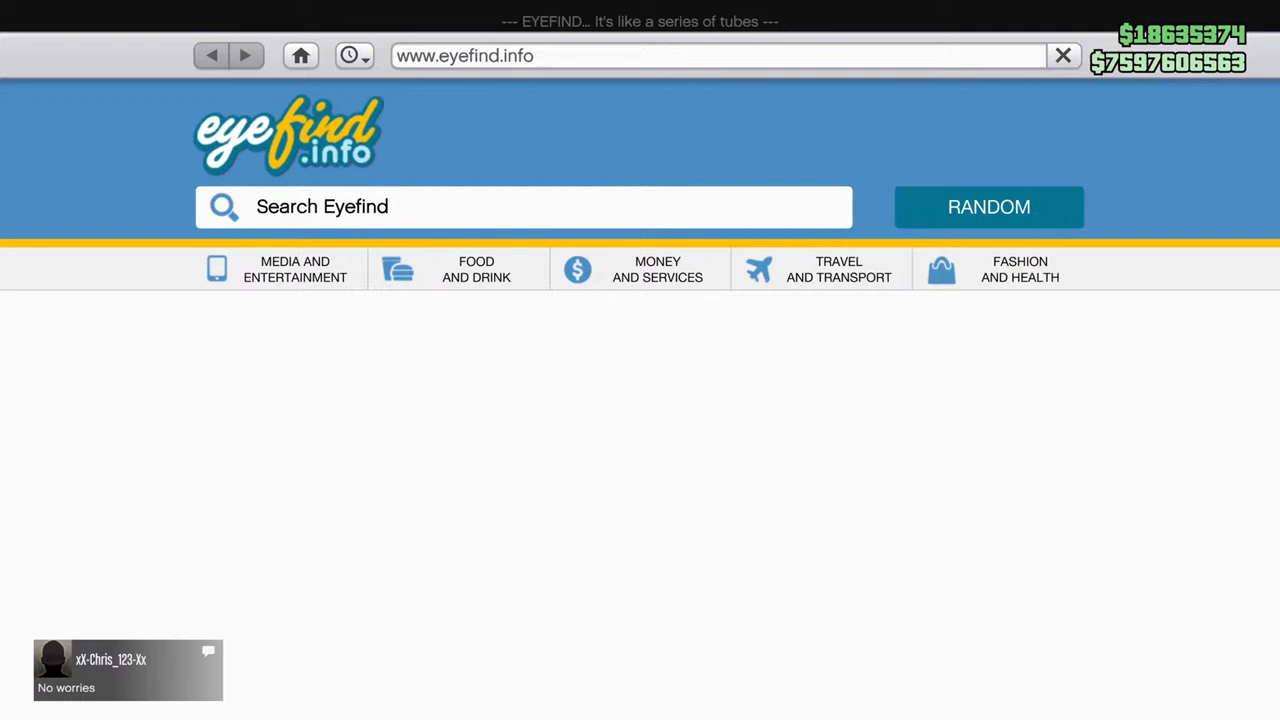 --- EYEFIND... It's like a series of tubes ---
$18635374
www.eyefind.info
$7597606563
eyefind
.info
Search Eyefind
RANDOM
MEDIA AND
ENTERTAINMENT
FOOD
AND DRINK
MONEY
AND SERVICES
TRAVEL
AND TRANSPORT
FASHION
AND HEALTH
xX-Chris_123-Xx
No worries